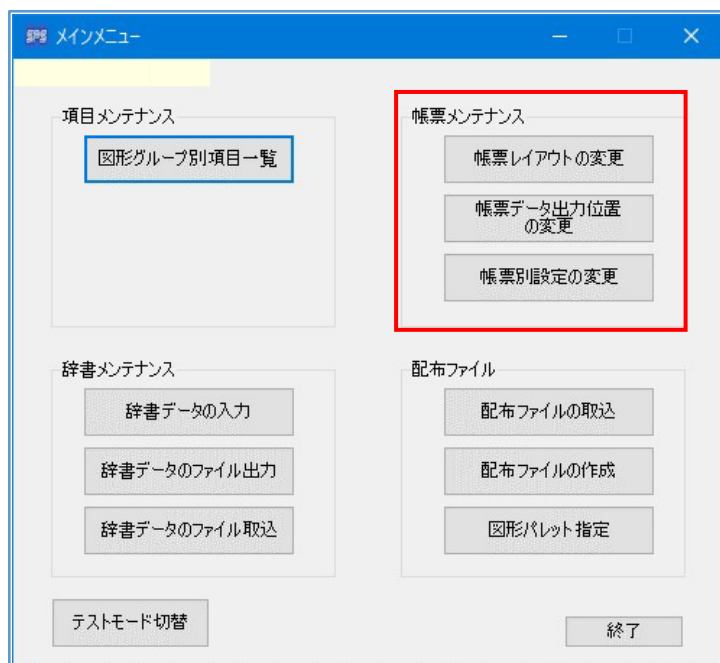 SPS メインメニュー
項目メンテナンス
図形グループ別項目一覧
帳票メンテナンス
帳票レイアウトの変更
帳票データ出力位置
の変更
帳票別設定の変更
辞書メンテナンス
辞書データの入力
辞書データのファイル出力
辞書データのファイル取込
配布ファイル
配布ファイルの取込
配布ファイルの作成
図形パレット指定
テストモード切替
終了